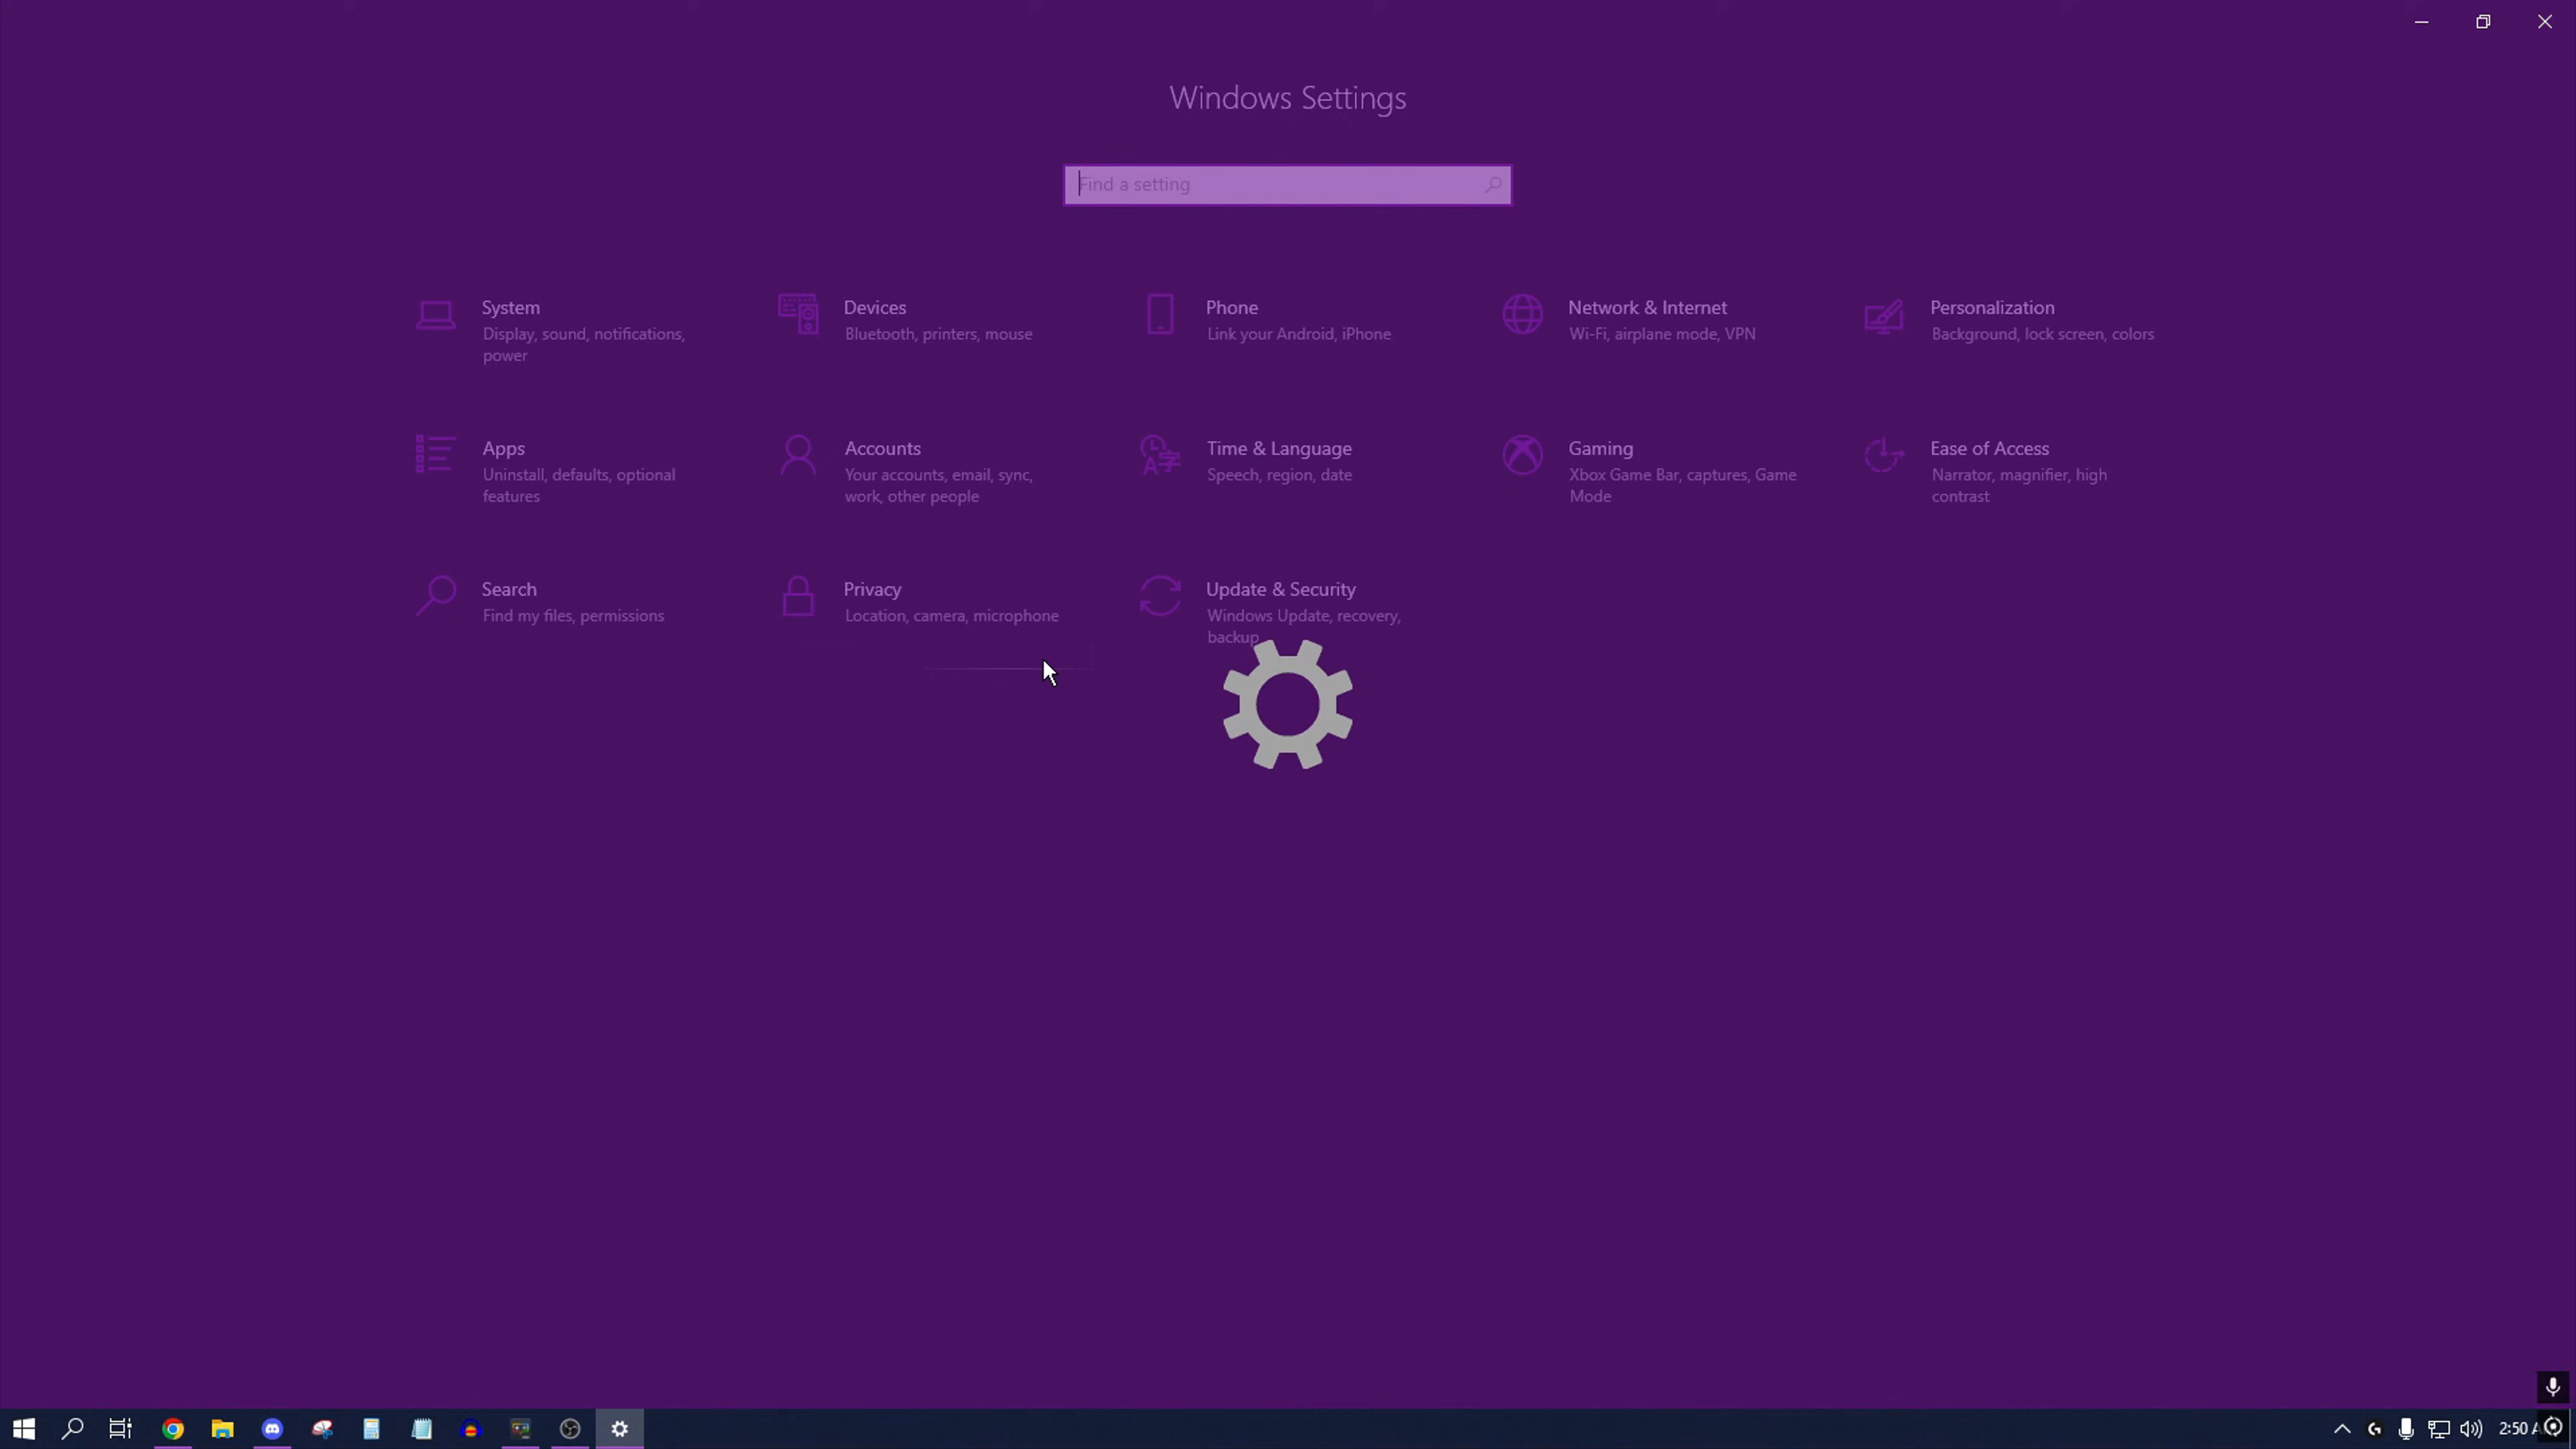 Windows Settings
Find a setting
System
Display, sound, notifications,
power
Devices
Bluetooth, printers, mouse
Phone
Link your Android, iPhone
Network & Internet
Wi-Fi, airplane mode, VPN
Personalization
Background, lock screen, colors
Apps
Uninstall, defaults, optional
features
Accounts
Your accounts, email, sync,
work, other people
Time & Language
Speech, region, date
Gaming
Xbox Game Bar, captures, Game
Mode
Ease of Access
Narrator, magnifier, high
contrast
Search
Find my files, permissions
Privacy
Location, camera, microphone
Update & Security
Windows Update, recovery,
backup
2:50